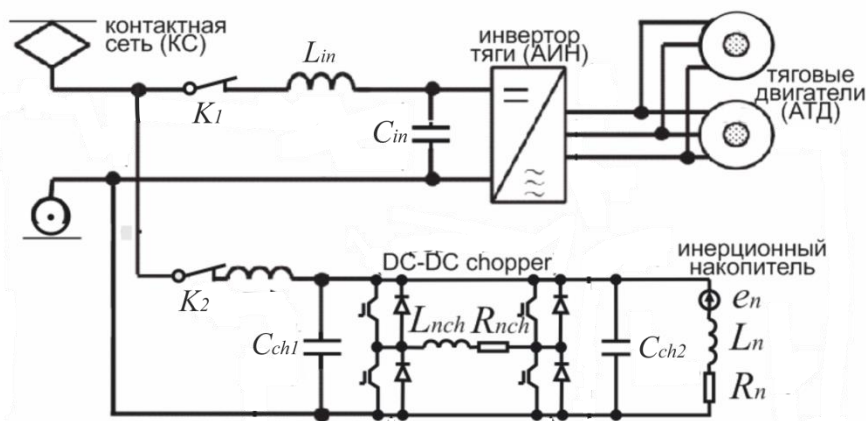 контактная
сеть (КС)
K1
Lin
Cin
инвертор
тяги (АИН)
тяговые
двигатели
(АТД)
K2
DC-DC chopper
Cch1
Lnch Rnch
Cch2
инерционный
накопитель
en
Ln
Rn